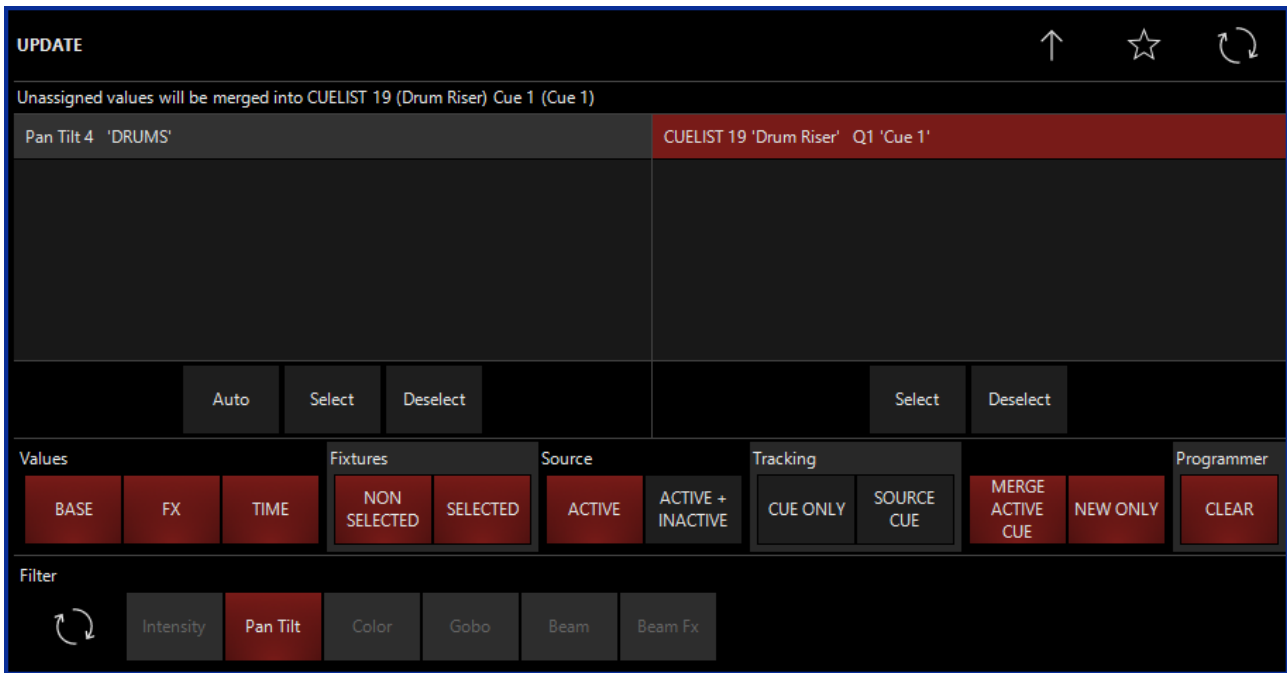 UPDATE
Unassigned values will be merged into CUELIST 19 (Drum Riser) Cue 1 (Cue 1)
Pan Tilt 4 'DRUMS'
CUELIST 19 'Drum Riser' Q1 'Cue 1'
Auto
Select
Deselect
Select
Deselect
Values
Fixtures
Source
Tracking
Programmer
BASE
FX
TIME
NON
SELECTED
SELECTED
ACTIVE
ACTIVE +
INACTIVE
CUE ONLY
SOURCE
CUE
MERGE
ACTIVE
CUE
NEW ONLY
CLEAR
Filter
Intensity
Pan Tilt
Color
Gobo
Beam
Beam Fx